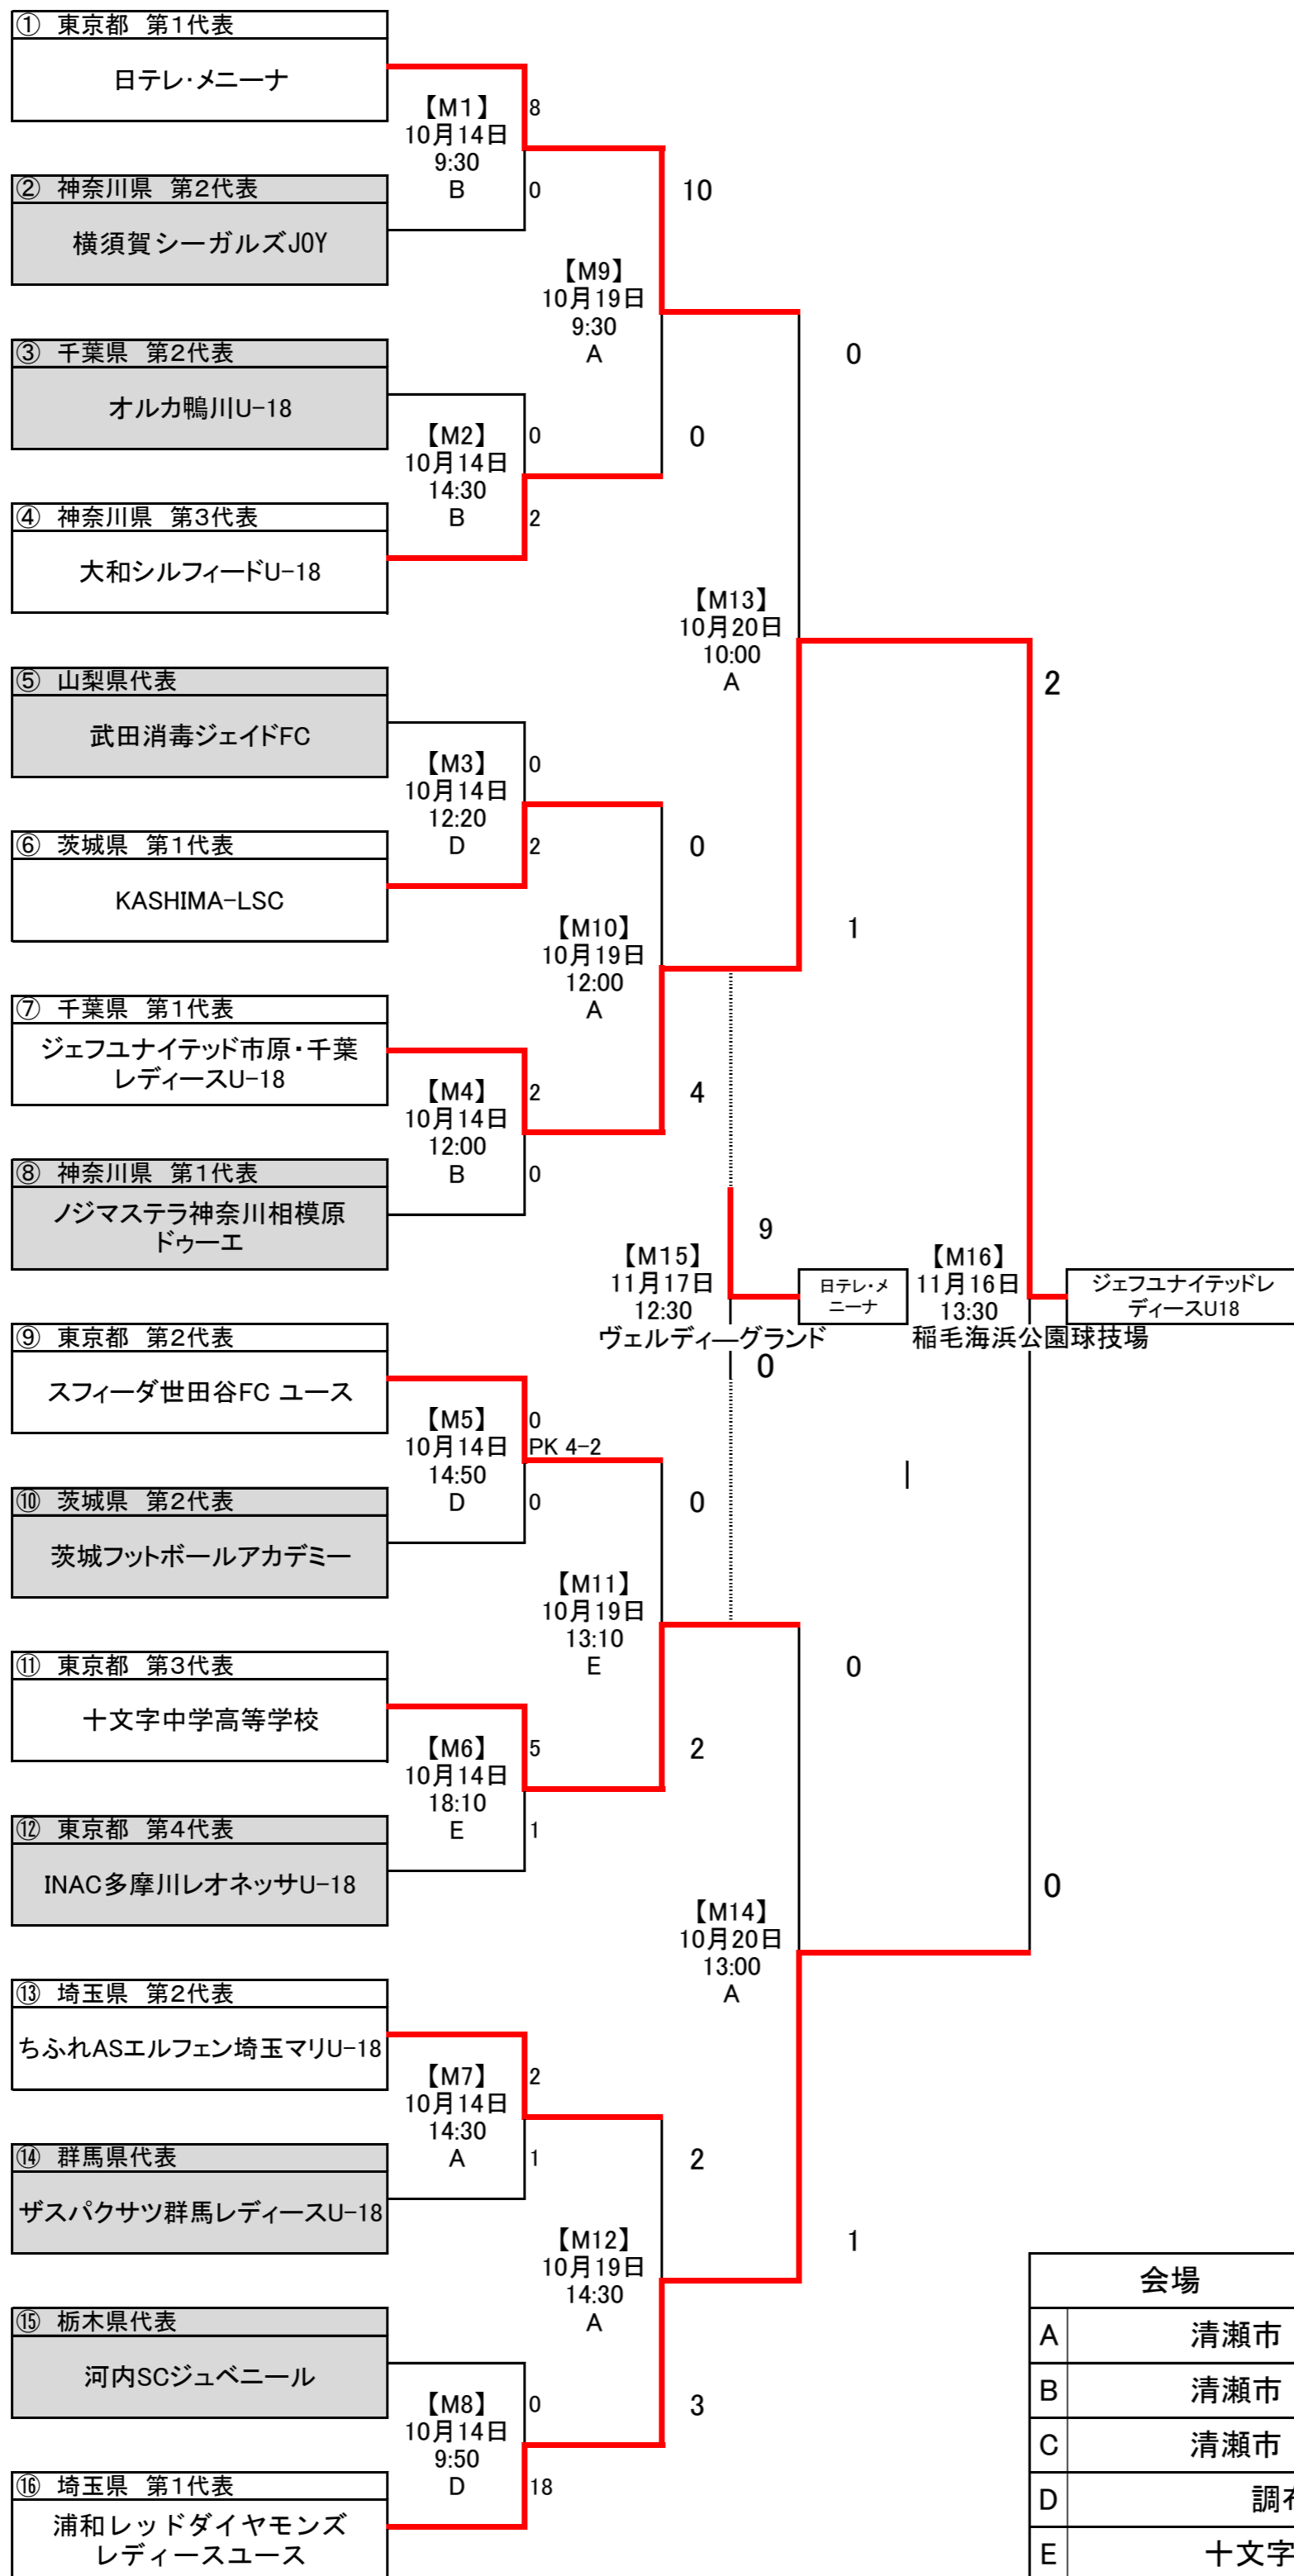 ① 東京都 第1代表
日テレ・メニーナ
【M1】
10月14日
9:30
B
8
0
② 神奈川県 第2代表
横須賀シーガルズJOY
10
【M9】
10月19日
9:30
A
0
③ 千葉県 第2代表
オルカ鴨川U-18
【M2】
10月14日
14:30
B
0
2
0
④ 神奈川県 第3代表
大和シルフィードU-18
【M13】
10月20日
10:00
A
2
⑤ 山梨県代表
武田消毒ジェイドFC
【M3】
10月14日
12:20
D
0
2
0
⑥ 茨城県 第1代表
KASHIMA-LSC
【M10】
10月19日
12:00
A
1
⑦ 千葉県 第1代表
ジェフユナイテッド市原・千葉
レディースU-18
【M4】
10月14日
12:00
B
2
0
4
⑧ 神奈川県 第1代表
ノジマステラ神奈川相模原
ドゥーエ
9
【M15】
11月17日
12:30
ヴェルディーグランド
0
日テレ・メ
ニーナ
【M16】
11月16日
13:30
稲毛海浜公園球技場
ジェフユナイテッドレ
ディースU18
⑨ 東京都 第2代表
スフィーダ世田谷FC ユース
【M5】
10月14日
14:50
D
0
PK 4-2
0
0
|
⑩ 茨城県 第2代表
茨城フットボールアカデミー
【M11】
10月19日
13:10
E
0
⑪ 東京都 第3代表
十文字中学高等学校
【M6】
10月14日
18:10
E
5
1
2
⑫ 東京都 第4代表
INAC多摩川レオネッサU-18
【M14】
10月20日
13:00
A
0
⑬ 埼玉県 第2代表
ちふれASエルフェン埼玉マリU-18
【M7】
10月14日
14:30
A
2
1
2
⑭ 群馬県代表
ザスパクサツ群馬レディースU-18
【M12】
10月19日
14:30
A
1
⑮ 栃木県代表
河内SCジュベニール
【M8】
10月14日
9:50
D
0
18
3
⑯ 埼玉県 第1代表
浦和レッドダイヤモンズ
レディースユース
会場
A 清瀬市
B 清瀬市
C 清瀬市
D 調
E 十文字